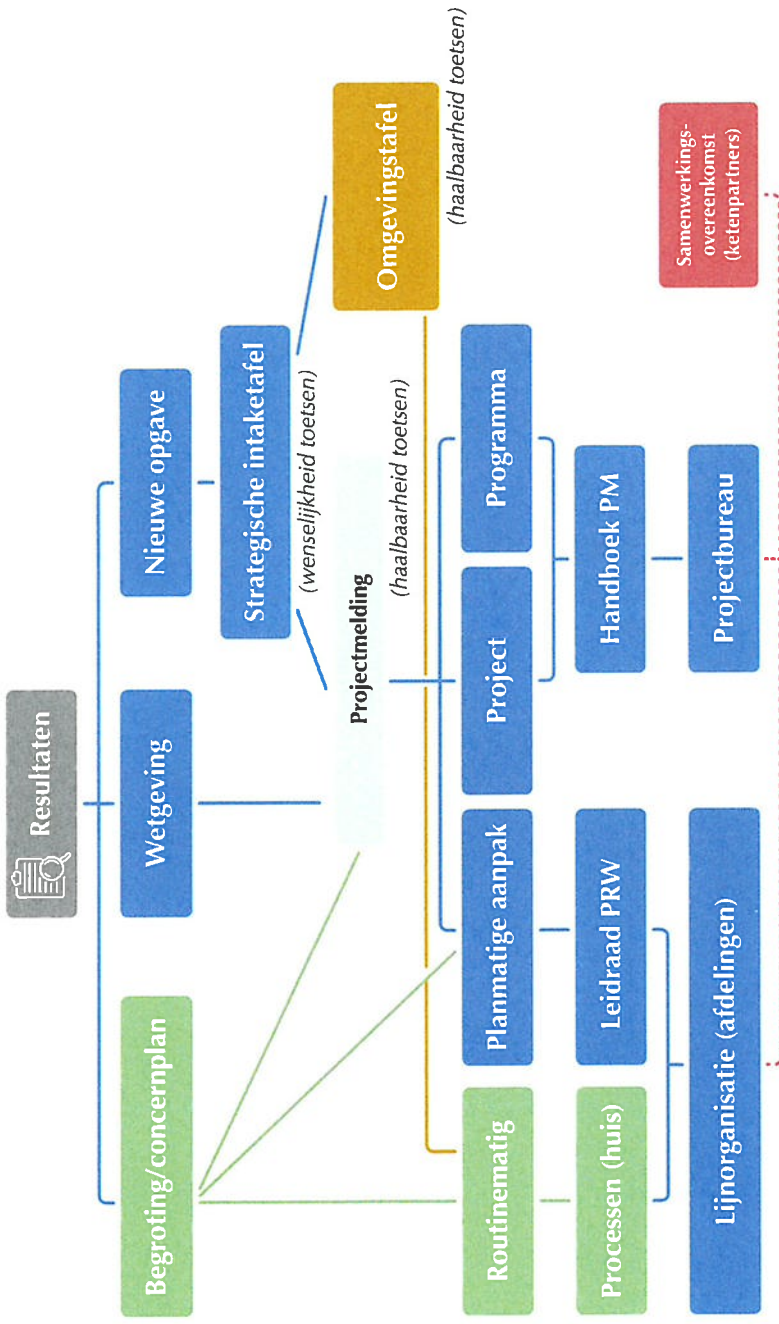 Resultaten
Begroting/concernplan
Wetgeving
Nieuwe opgave
Strategische intaketafel
(wenselijkheid toetsen)
Projectmelding
(haalbaarheid toetsen)
Omgevingstafel
(haalbaarheid toetsen)
Routinematig
Planmatige aanpak
Project
Programma
Processen (huis)
Leidraad PRW
Handboek PM
Lijnorganisatie (afdelingen)
Projectbureau
Samenwerkings-
overeenkomst
(ketenpartners)